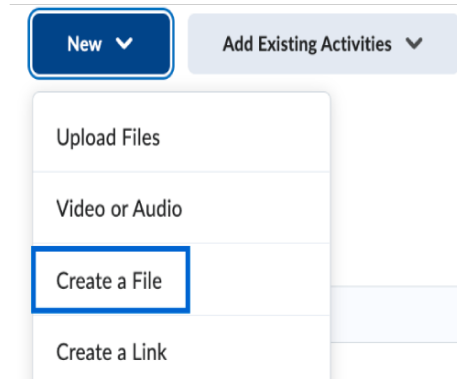 New
Add Existing Activities
Upload Files
Video or Audio
Create a File
Create a Link